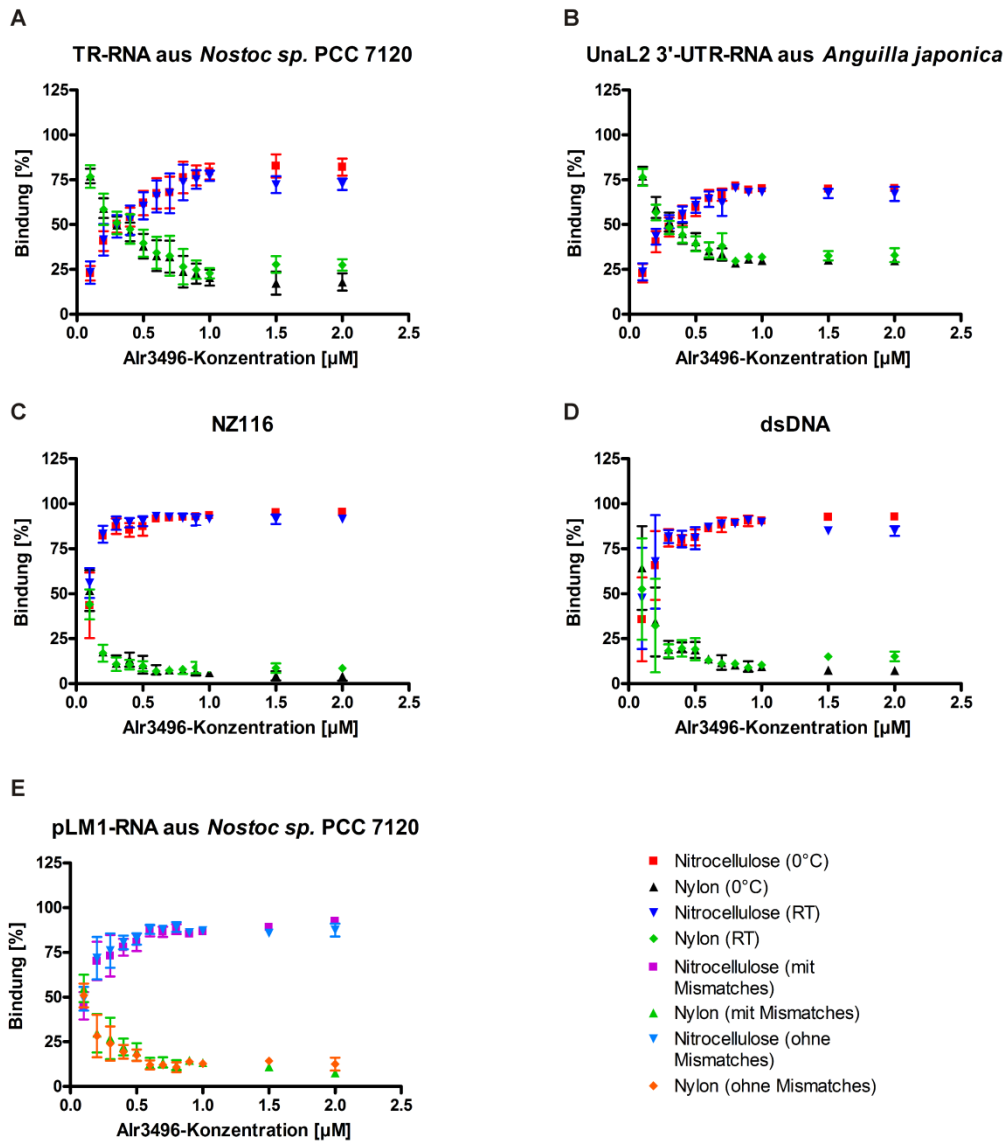 A
TR-RNA aus Nostoc sp. PCC 7120
Bindung [%]
125
100
75
50
25
0
0.0 0.5 1.0 1.5 2.0 2.5
Alr3496-Konzentration [µM]
B
UnaL2 3'-UTR-RNA aus Anguilla japonica
Bindung [%]
125
100
75
50
25
0
0.0 0.5 1.0 1.5 2.0 2.5
Alr3496-Konzentration [µM]
C
NZ116
Bindung [%]
125
100
75
50
25
0
0.0 0.5 1.0 1.5 2.0 2.5
Alr3496-Konzentration [µM]
D
dsDNA
Bindung [%]
125
100
75
50
25
0
0.0 0.5 1.0 1.5 2.0 2.5
Alr3496-Konzentration [µM]
E
pLM1-RNA aus Nostoc sp. PCC 7120
Bindung [%]
125
100
75
50
25
0
0.0 0.5 1.0 1.5 2.0 2.5
Alr3496-Konzentration [µM]
Nitrocellulose (0°C)
Nylon (0°C)
Nitrocellulose (RT)
Nylon (RT)
Nitrocellulose (mit
Mismatches)
Nylon (mit Mismatches)
Nitrocellulose (ohne
Mismatches)
Nylon (ohne Mismatches)